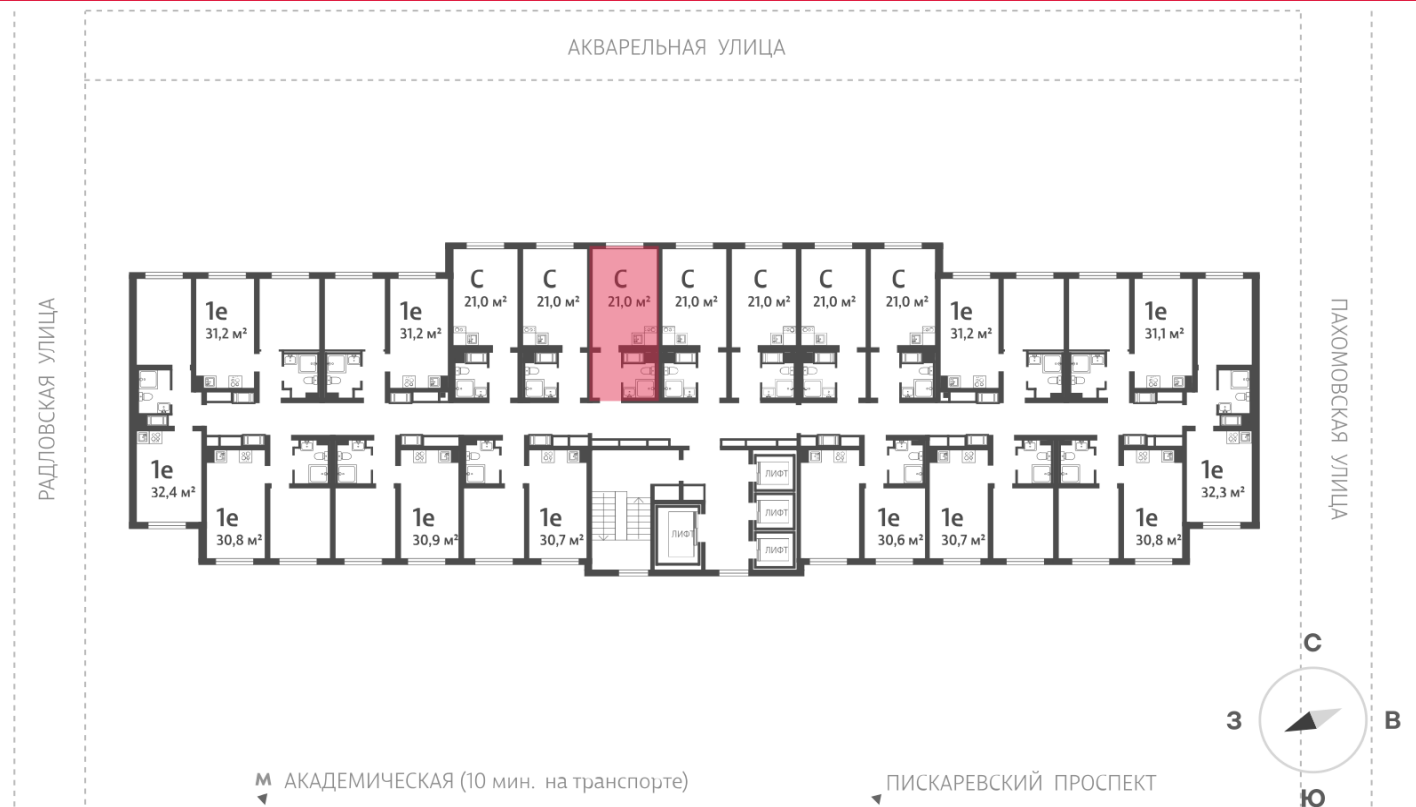 АКВАРЕЛЬНАЯ УЛИЦА
РАДЛОВСКАЯ УЛИЦА
ПАХОМОВСКАЯ УЛИЦА
С
21,0 м²
С
21,0 м²
С
21,0 м²
С
21,0 м²
С
21,0 м²
С
21,0 м²
С
21,0 м²
1е
31,2 м²
1е
31,2 м²
1е
31,2 м²
1е
31,1 м²
1е
32,4 м²
1е
30,8 м²
1е
30,9 м²
1е
30,7 м²
ЛИФТ
ЛИФТ
ЛИФТ
ЛИФТ
1е
30,6 м²
1е
30,7 м²
1е
30,8 м²
1е
32,3 м²
С
З
В
Ю
М АКАДЕМИЧЕСКАЯ (10 мин. на транспорте)
ПИСКАРЕВСКИЙ ПРОСПЕКТ